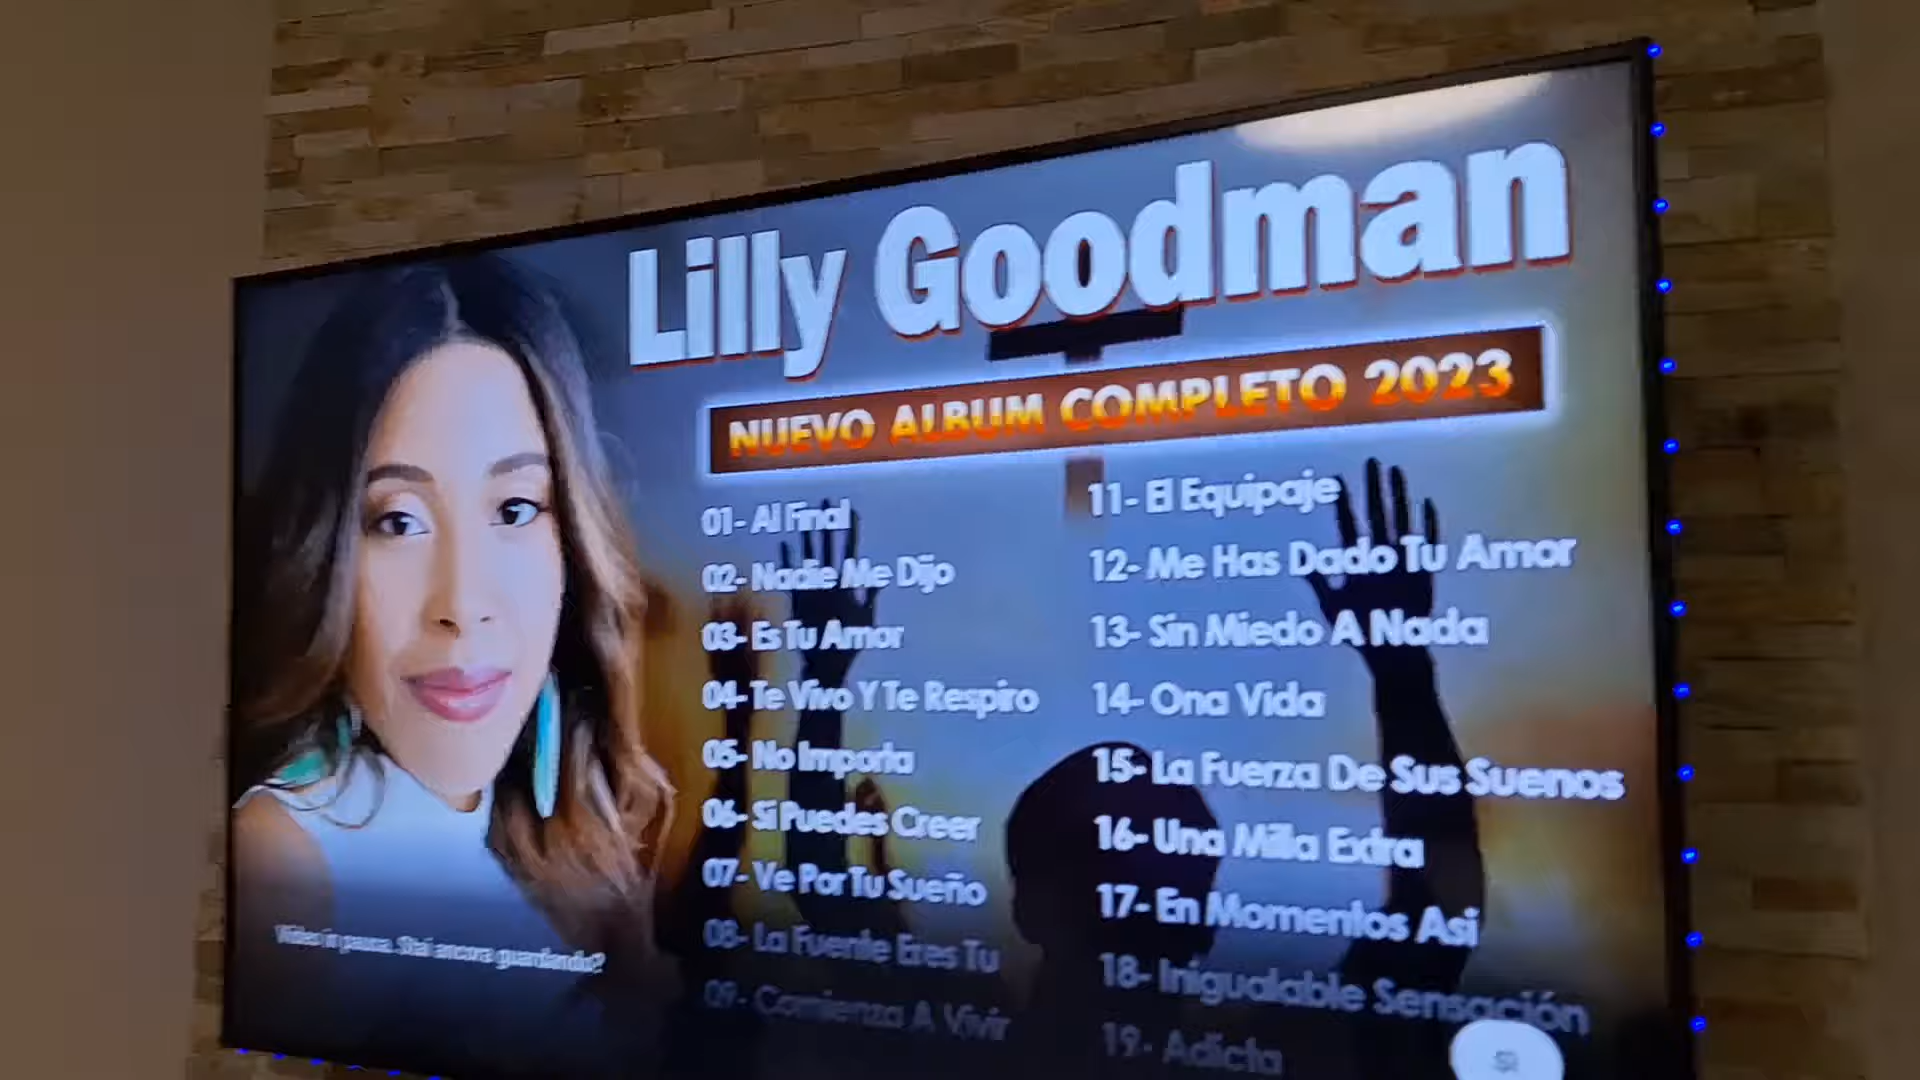 Lilly Goodman
NUEVO ALBUM COMPLETO 2023
01- Al Final
02- Nadie Me Dijo
03- Es Tu Amor
04- Te Vivo Y Te Respiro
05- No Importa
06- Si Puedes Creer
07- Ve Por Tu Sueño
08- La Fuente Eres Tu
09- Comienza A Vivir
11- El Equipaje
12- Me Has Dado Tu Amor
13- Sin Miedo A Nada
14- Ona Vida
15- La Fuerza De Sus Suenos
16- Una Milla Extra
17- En Momentos Asi
18- Inigualable Sensación
19- Adicta
Video in pausa. Stai ancora guardando?
SI